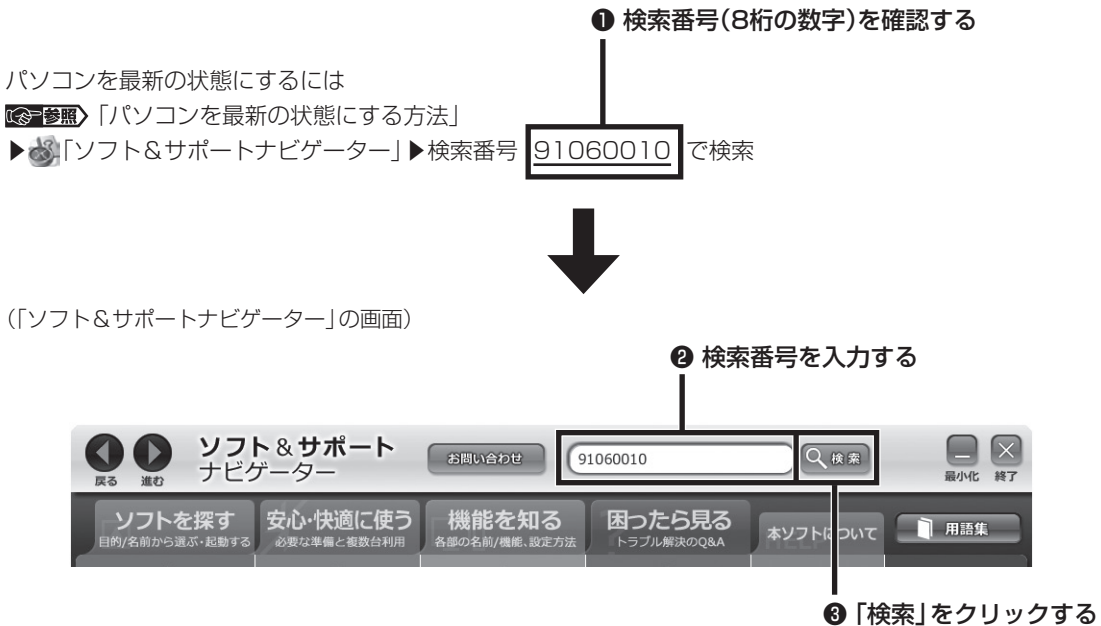 ❶ 検索番号（8桁の数字）を確認する
パソコンを最新の状態にするには
参照 「パソコンを最新の状態にする方法」
▶「ソフト＆サポートナビゲーター」▶検索番号 91060010 で検索
（「ソフト＆サポートナビゲーター」の画面）
❷ 検索番号を入力する
ソフト＆サポート
ナビゲーター
お問い合わせ
91060010
検索
戻る 進む
最小化 終了
ソフトを探す 安心・快適に使う 機能を知る 困ったら見る 本ソフトについて 用語集
目的/名前から選ぶ・起動する 必要な準備と複数台利用 各部の名前/機能、設定方法 トラブル解決のQ&A
❸「検索」をクリックする